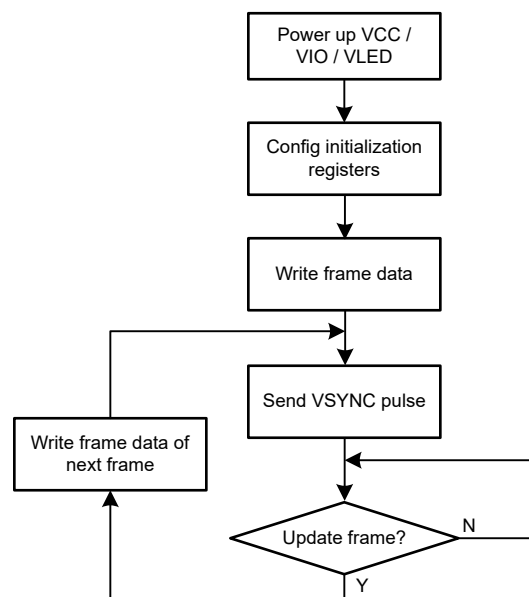 Power up VCC /
VIO / VLED
Config initialization
registers
Write frame data
Send VSYNC pulse
Write frame data of
next frame
Update frame?
N
Y